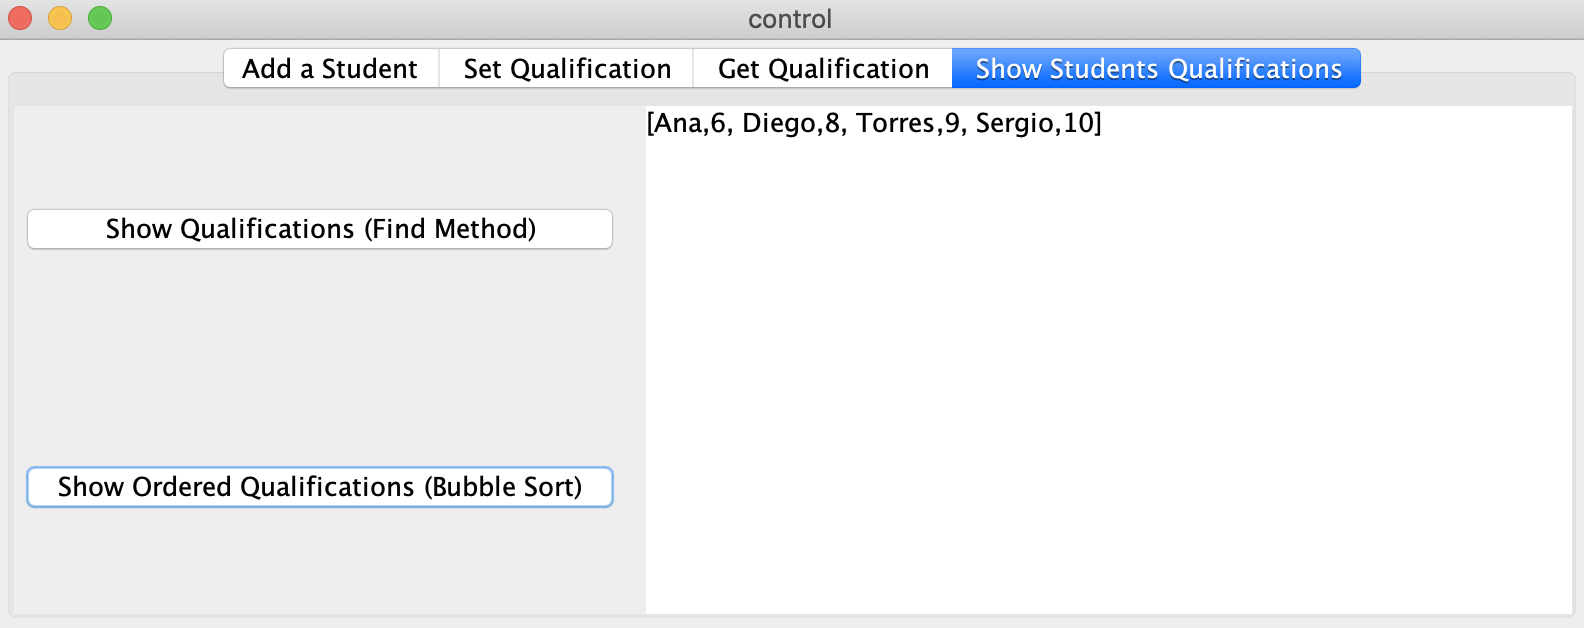 control
Add a Student Set Qualification Get Qualification Show Students Qualifications
[Ana,6, Diego,8, Torres,9, Sergio,10]
Show Qualifications (Find Method)
Show Ordered Qualifications (Bubble Sort)